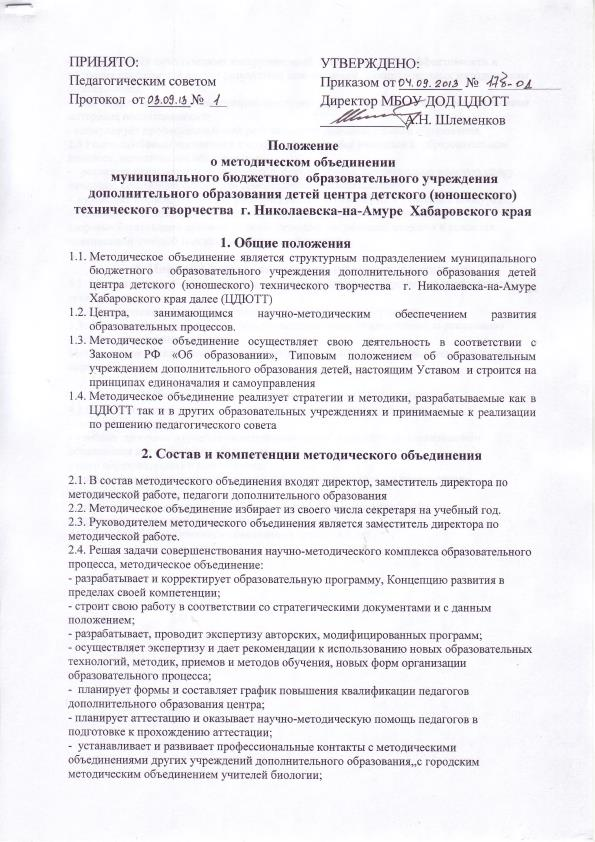 ПРИНЯТО:
Педагогическим советом
Протокол от 03.09.13 № 1
УТВЕРЖДЕНО:
Приказом от 04.09.2013 № 178-ОД
Директор МБОУ ДОД ЦДЮТТ
А.Н. Шлеменков
Положение
о методическом объединении
муниципального бюджетного образовательного учреждения
дополнительного образования детей центра детского (юношеского)
технического творчества г. Николаевска-на-Амуре Хабаровского края
1. Общие положения
1.1. Методическое объединение является структурным подразделением муниципального
бюджетного образовательного учреждения дополнительного образования детей
центра детского (юношеского) технического творчества г. Николаевска-на-Амуре
Хабаровского края далее (ЦДЮТТ)
1.2. Центра, занимающимся научно-методическим обеспечением развития
образовательных процессов.
1.3. Методическое объединение осуществляет свою деятельность в соответствии с
Законом РФ «Об образовании», Типовым положением об образовательным
учреждением дополнительного образования детей, настоящим Уставом и строится на
принципах единоначалия и самоуправления
1.4. Методическое объединение реализует стратегии и методики, разрабатываемые как в
ЦДЮТТ так и в других образовательных учреждениях и принимаемые к реализации
по решению педагогического совета
2. Состав и компетенции методического объединения
2.1. В состав методического объединения входят директор, заместитель директора по
методической работе, педагоги дополнительного образования
2.2. Методическое объединение избирает из своего числа секретаря на учебный год.
2.3. Руководителем методического объединения является заместитель директора по
методической работе.
2.4. Решая задачи совершенствования научно-методического комплекса образовательного
процесса, методическое объединение:
- разрабатывает и корректирует образовательную программу, Концепцию развития в
пределах своей компетенции;
- строит свою работу в соответствии со стратегическими документами и с данным
положением;
- разрабатывает, проводит экспертизу авторских, модифицированных программ;
- осуществляет экспертизу и дает рекомендации к использованию новых образовательных
технологий, методик, приемов и методов обучения, новых форм организации
образовательного процесса;
- планирует формы и составляет график повышения квалификации педагогов
дополнительного образования центра;
- планирует аттестацию и оказывает научно-методическую помощь педагогов в
подготовке к прохождению аттестации;
- устанавливает и развивает профессиональные контакты с методическими
объединениями других учреждений дополнительного образования,,с городским
методическим объединением учителей биологии;